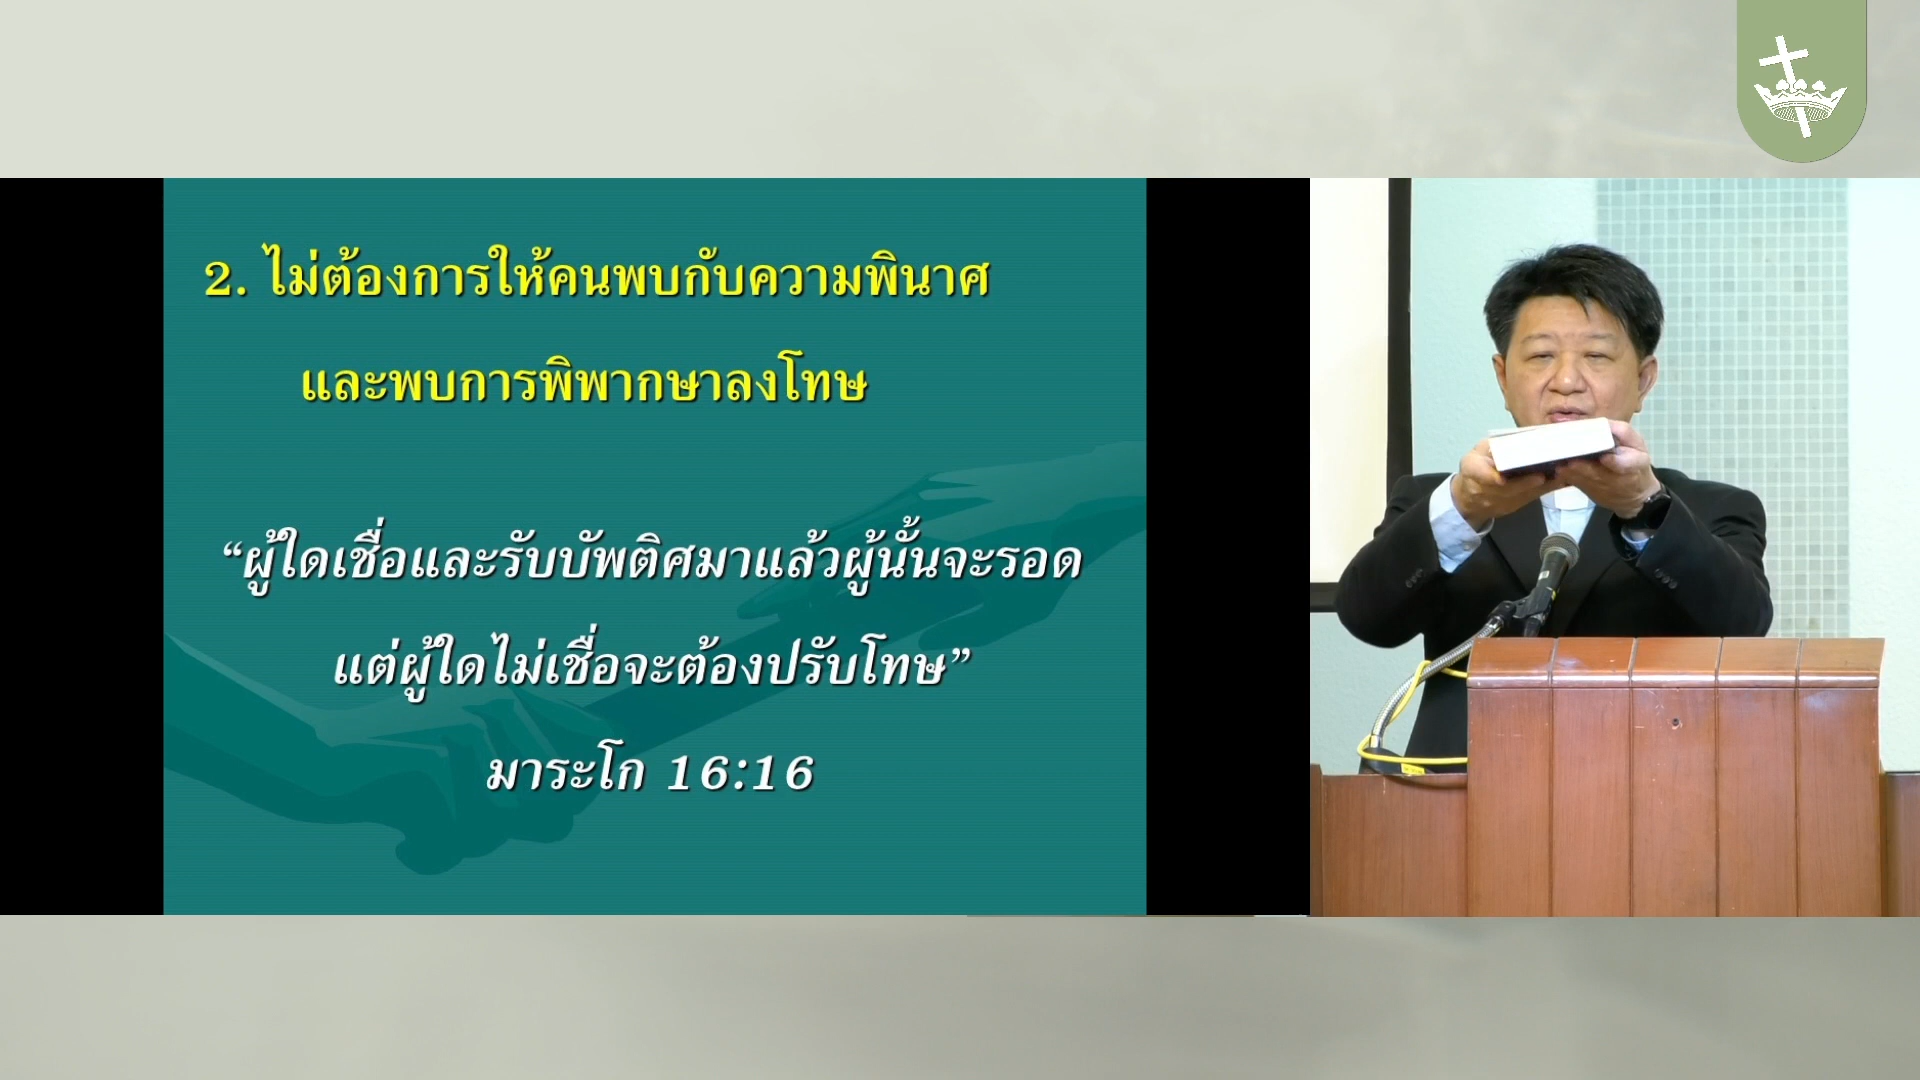 2. ไม่ต้องการให้คนพบกับความพินาศ
และพบการพิพากษาลงโทษ
“ผู้ใดเชื่อและรับบัพติศมาแล้วผู้นั้นจะรอด
แต่ผู้ใดไม่เชื่อจะต้องปรับโทษ”
มาระโก 16:16